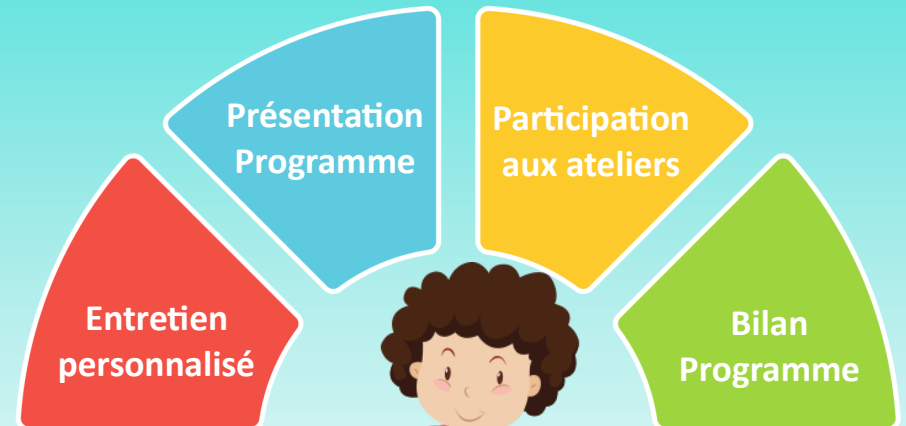 Entretien
personnalisé
Présentation
Programme
Participation
aux ateliers
Bilan
Programme